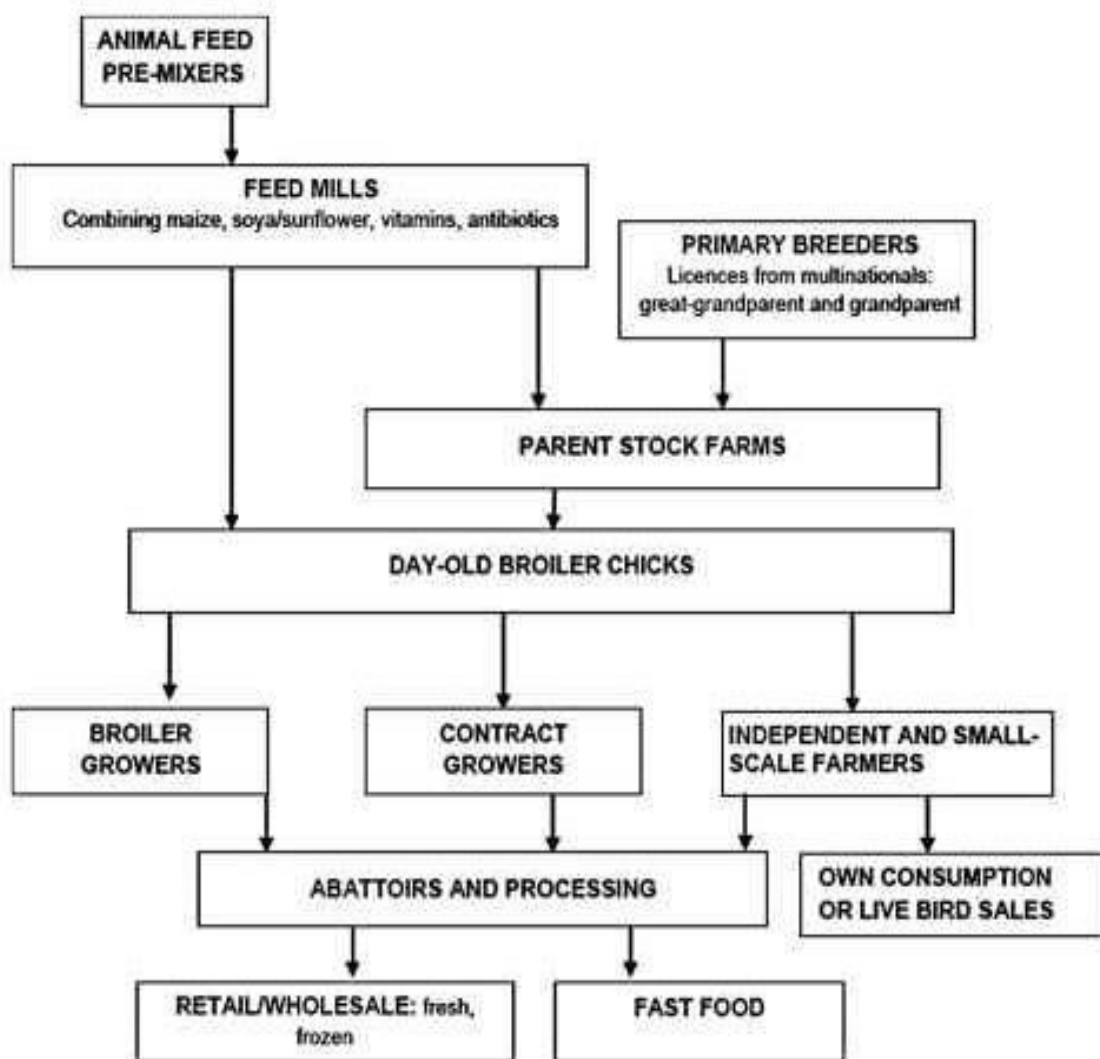 ANIMAL FEED
PRE-MIXERS
FEED MILLS
Combining maize, soya/sunflower, vitamins, antibiotics
PRIMARY BREEDERS
Licences from multinationals:
great-grandparent and grandparent
PARENT STOCK FARMS
DAY-OLD BROILER CHICKS
BROILER
GROWERS
CONTRACT
GROWERS
INDEPENDENT AND SMALL-
SCALE FARMERS
ABATTOIRS AND PROCESSING
OWN CONSUMPTION
OR LIVE BIRD SALES
RETAIL/WHOLESALE: fresh,
frozen
FAST FOOD